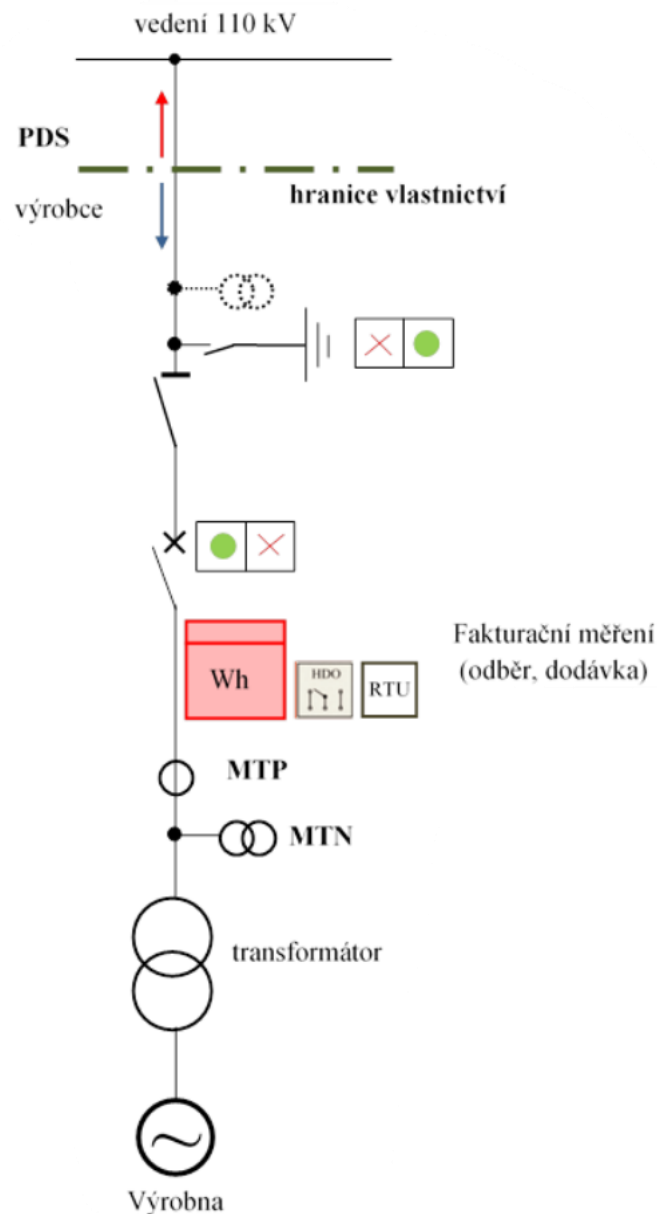 vedení 110 kV
PDS
hranice vlastnictví
výrobce
Fakturační měření
(odběr, dodávka)
Wh
HDO
RTU
MTP
MTN
transformátor
Výrobna